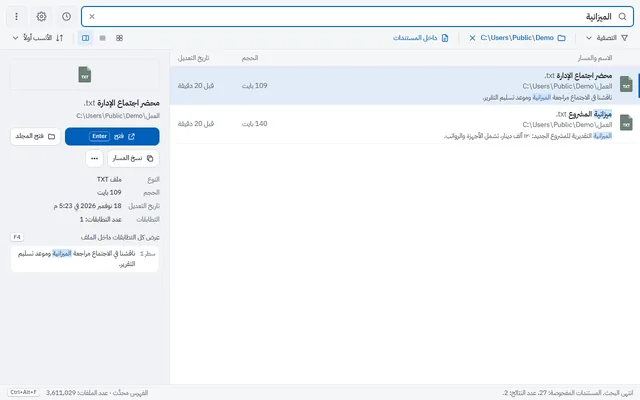 الميزانية
التصفية
C:\Users\Public\Demo
داخل المستندات
الأنسب أولاً
الاسم والمسار
الحجم
تاريخ التعديل
محضر اجتماع الإدارة .txt
C:\Users\Public\Demo\العمل
ناقشنا في الاجتماع مراجعة الميزانية وموعد تسليم التقرير.
109 بايت
قبل 20 دقيقة
ميزانية المشروع .txt
C:\Users\Public\Demo\العمل
الميزانية التقديرية للمشروع الجديد: ١٢٠ ألف دينار، تشمل الأجهزة والرواتب.
140 بايت
قبل 20 دقيقة
محضر اجتماع الإدارة .txt
C:\Users\Public\Demo\العمل
فتح Enter
فتح المجلد
نسخ المسار
النوع ملف TXT
الحجم 109 بايت
تاريخ التعديل 18 نوفمبر 2026 في 5:23 م
التطابقات عدد التطابقات: 1
عرض كل التطابقات داخل الملف F4
سطر 1 ناقشنا في الاجتماع مراجعة الميزانية وموعد تسليم
التقرير.
انتهى البحث. المستندات المفحوصة: 27. عدد النتائج: 2.
الفهرس محدَّث · عدد الملفات: 3,611,029
Ctrl+Alt+F